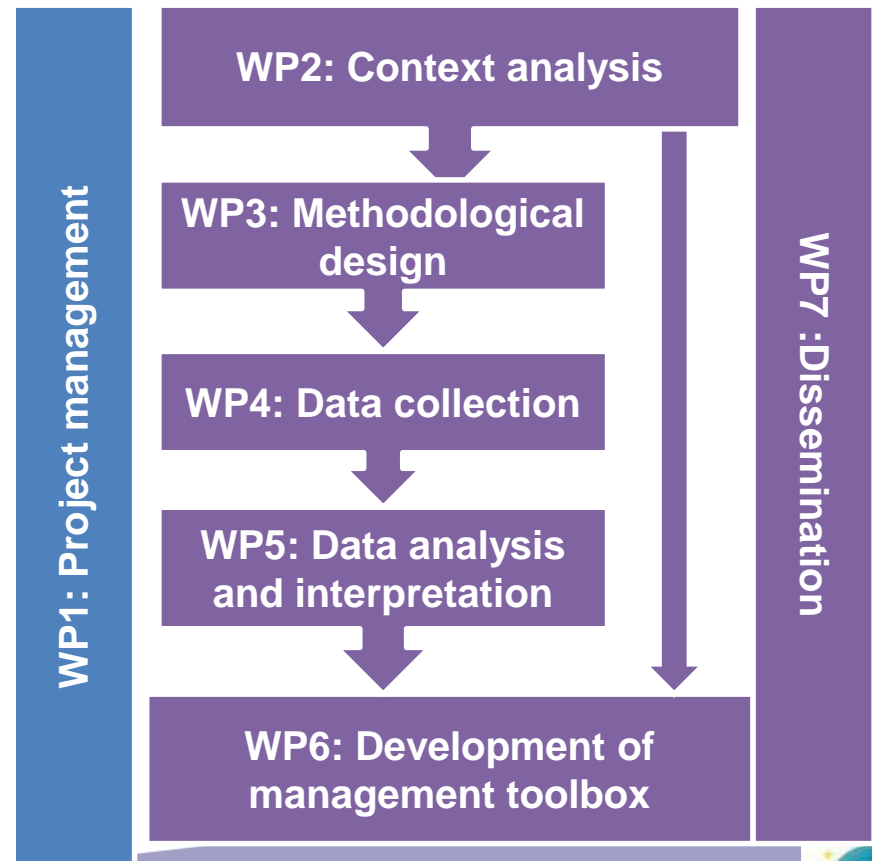 WP1: Project management
WP2: Context analysis
WP3: Methodological
design
WP4: Data collection
WP5: Data analysis
and interpretation
WP6: Development of
management toolbox
WP7 :Dissemination